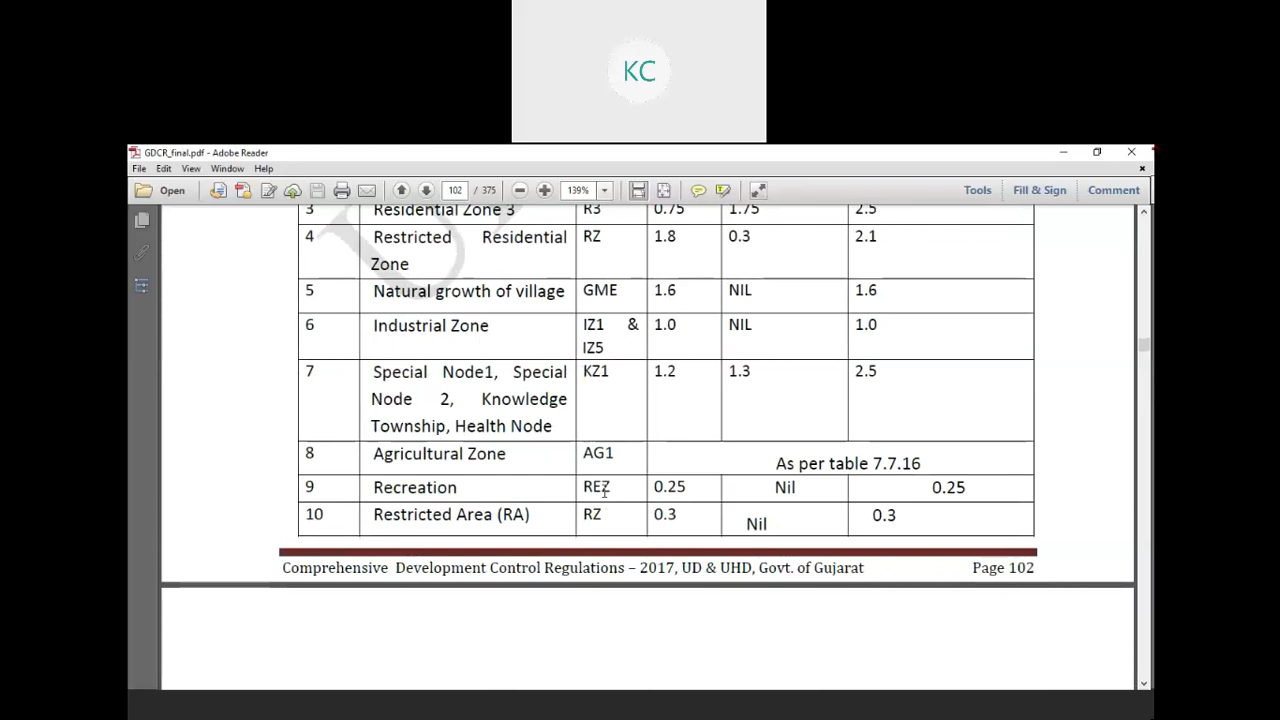 KC
GDCR_final.pdf - Adobe Reader
File Edit View Window Help
Open 102 / 375 139% Tools Fill & Sign Comment
3 Residential Zone 3 R3 0.75 1.75 2.5
4 Restricted Residential RZ 1.8 0.3 2.1
Zone
5 Natural growth of village GME 1.6 NIL 1.6
6 Industrial Zone IZ1 & 1.0 NIL 1.0
IZ5
7 Special Node1, Special KZ1 1.2 1.3 2.5
Node 2, Knowledge
Township, Health Node
8 Agricultural Zone AG1 As per table 7.7.16
9 Recreation REZ 0.25 Nil 0.25
10 Restricted Area (RA) RZ 0.3 Nil 0.3
Comprehensive Development Control Regulations – 2017, UD & UHD, Govt. of Gujarat Page 102